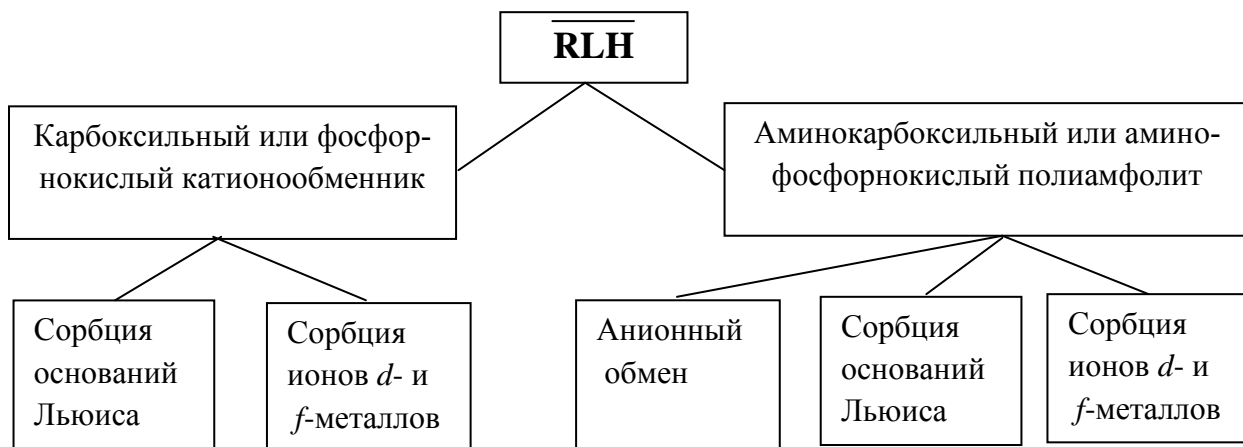 RLH
Карбоксильный или фосфор-
нокислый катионообменник
Аминокарбоксильный или амино-
фосфорнокислый полиамфолит
Сорбция
оснований
Льюиса
Сорбция
ионов d- и
f-металлов
Анионный
обмен
Сорбция
оснований
Льюиса
Сорбция
ионов d- и
f-металлов